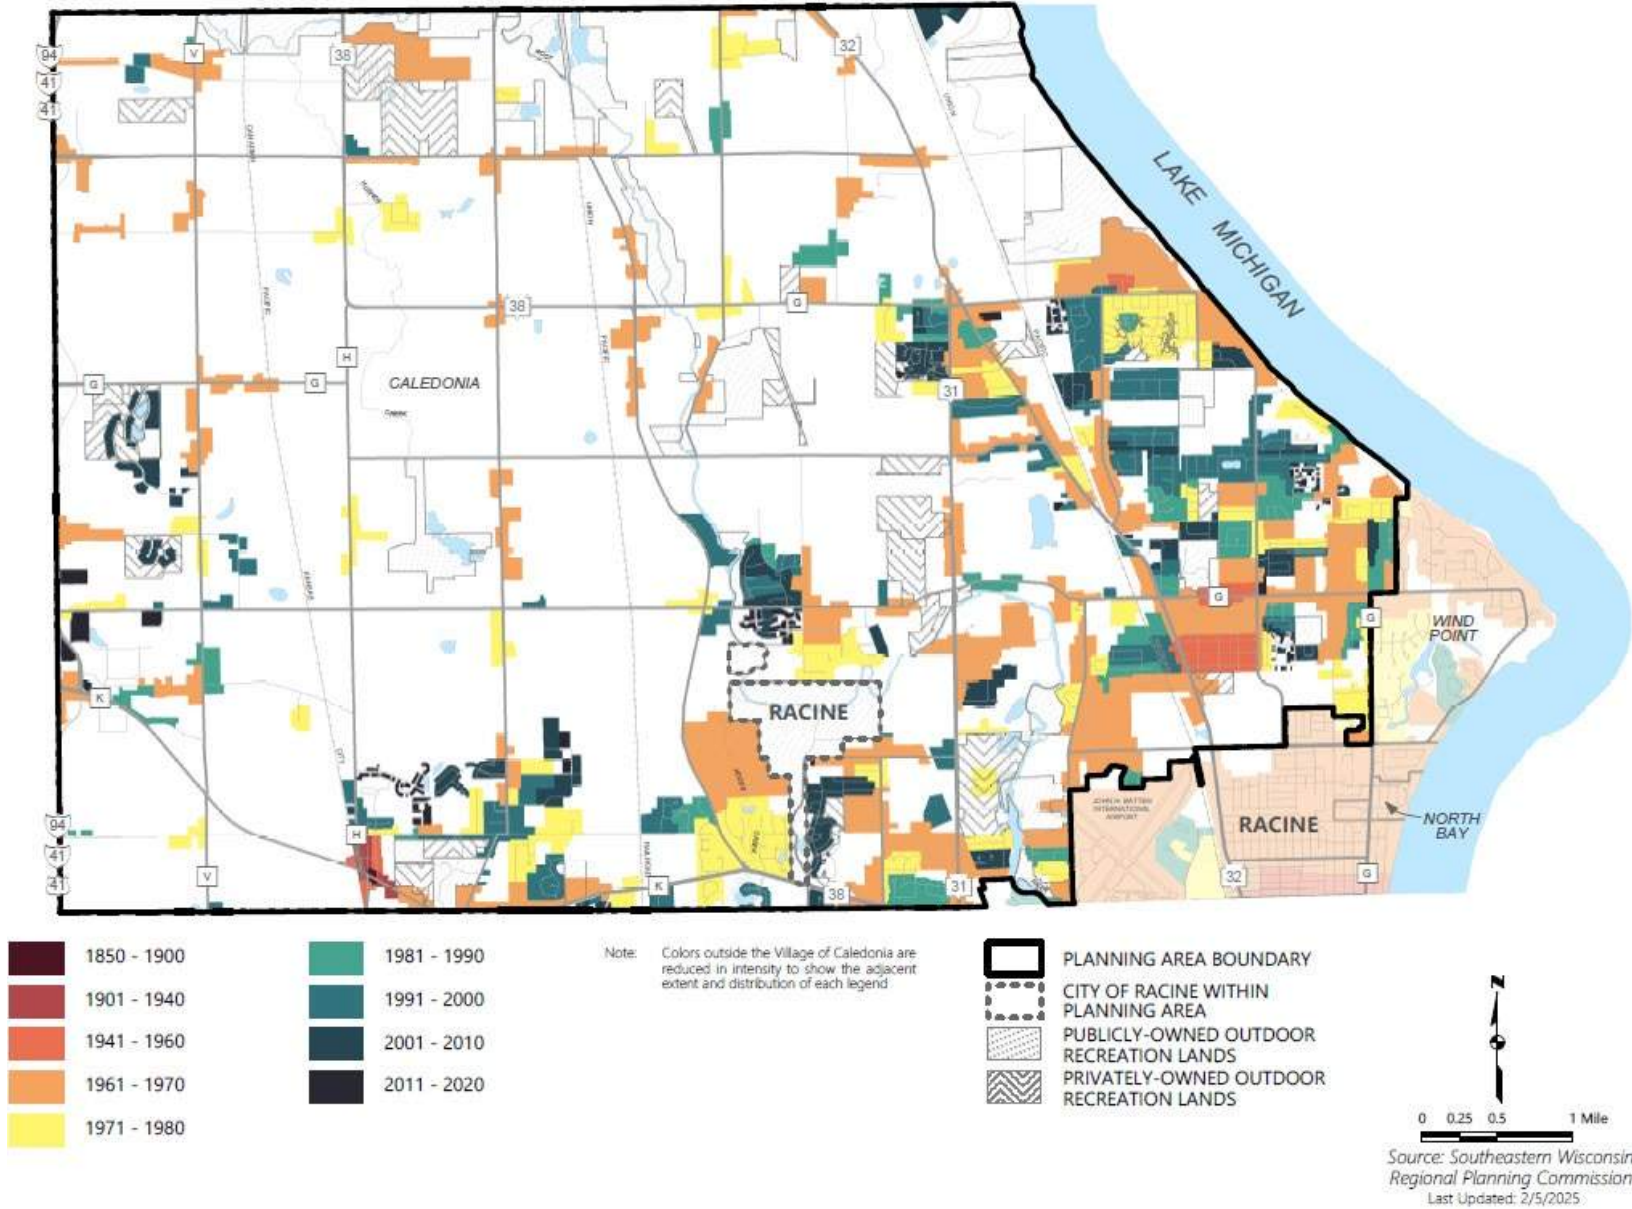 94
41
41
V
38
32
LAKE
MICHIGAN
UNION
38
G
G
H
G
CALEDONIA
31
G
G
WIND
POINT
K
RACINE
JOHN H. BATTEN
INTERNATIONAL
AIRPORT
RACINE
NORTH
BAY
94
41
41
H
V
K
38
31
32
G
1850 - 1900
1901 - 1940
1941 - 1960
1961 - 1970
1971 - 1980
1981 - 1990
1991 - 2000
2001 - 2010
2011 - 2020
Note: Colors outside the Village of Caledonia are
reduced in intensity to show the adjacent
extent and distribution of each legend
PLANNING AREA BOUNDARY
CITY OF RACINE WITHIN
PLANNING AREA
PUBLICLY-OWNED OUTDOOR
RECREATION LANDS
PRIVATELY-OWNED OUTDOOR
RECREATION LANDS
N
0 0.25 0.5 1 Mile
Source: Southeastern Wisconsin
Regional Planning Commission
Last Updated: 2/5/2025